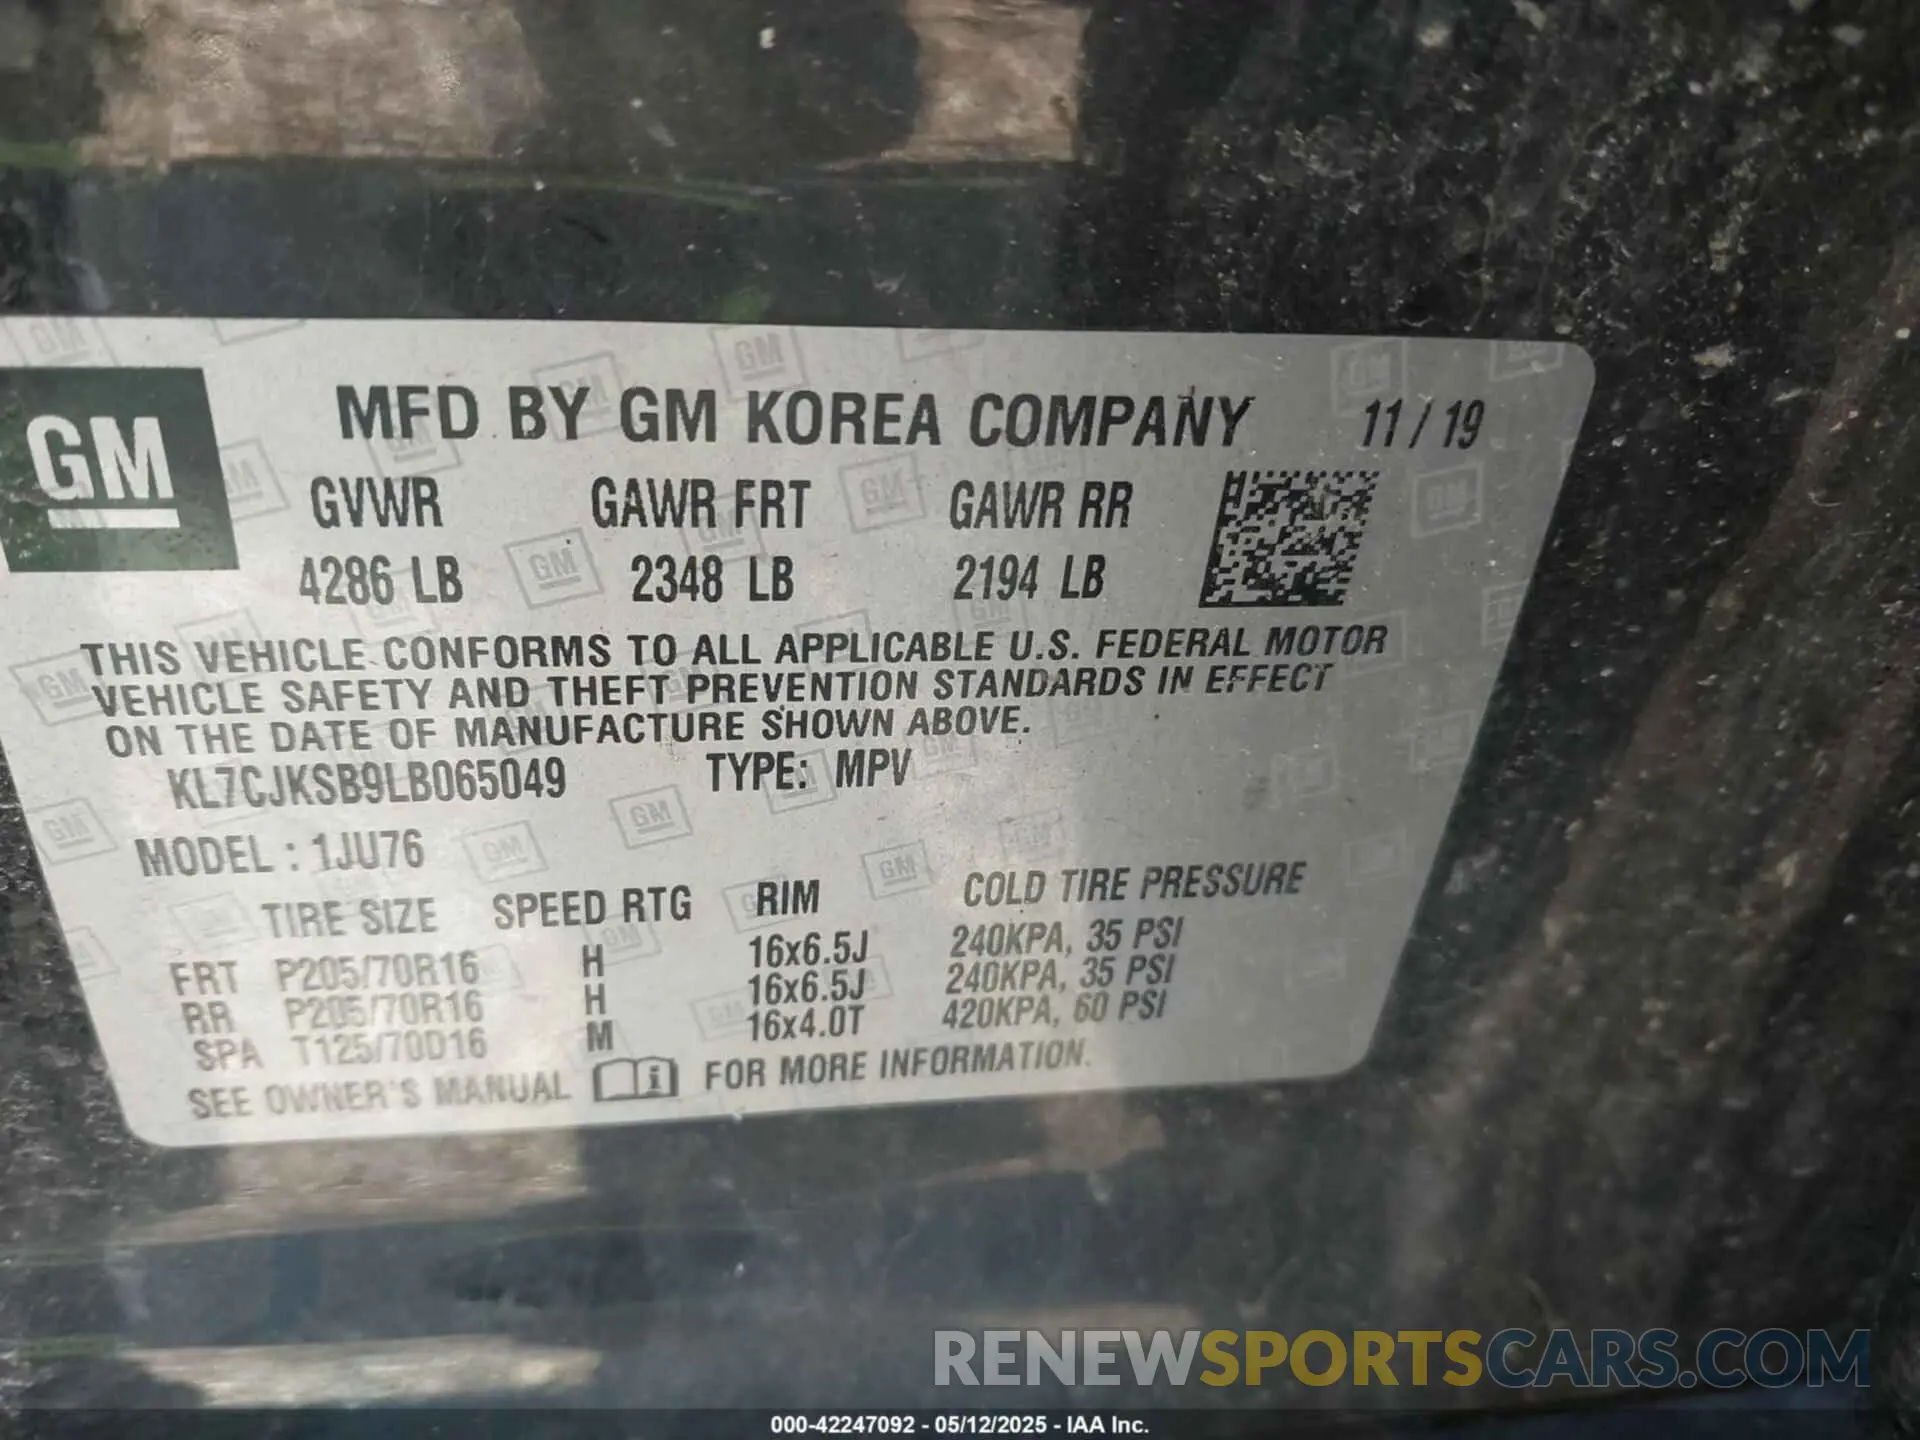 GM
MFD BY GM KOREA COMPANY 11/19
GVWR GAWR FRT GAWR RR
4286 LB 2348 LB 2194 LB
THIS VEHICLE CONFORMS TO ALL APPLICABLE U.S. FEDERAL MOTOR
VEHICLE SAFETY AND THEFT PREVENTION STANDARDS IN EFFECT
ON THE DATE OF MANUFACTURE SHOWN ABOVE.
KL7CJKSB9LB065049 TYPE: MPV
MODEL : 1JU76
TIRE SIZE SPEED RTG RIM COLD TIRE PRESSURE
FRT P205/70R16 H 16x6.5J 240KPA, 35 PSI
RR P205/70R16 H 16x6.5J 240KPA, 35 PSI
SPA T125/70D16 M 16x4.0T 420KPA, 60 PSI
SEE OWNER'S MANUAL FOR MORE INFORMATION.
RENEWSPORTSCARS.COM
000-42247092 - 05/12/2025 - IAA Inc.